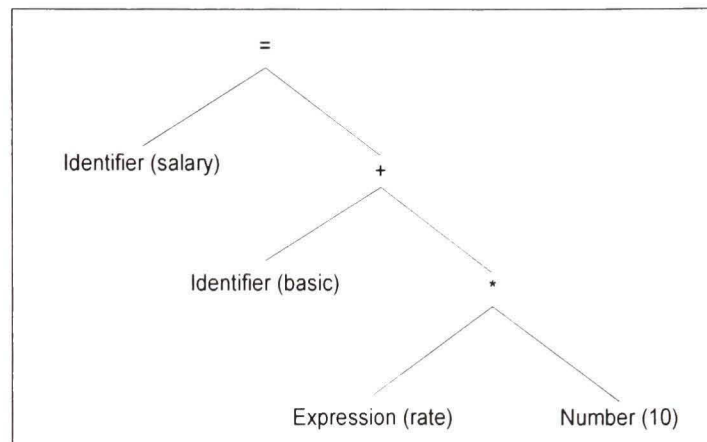 =
Identifier (salary)
+
Identifier (basic)
*
Expression (rate)
Number (10)